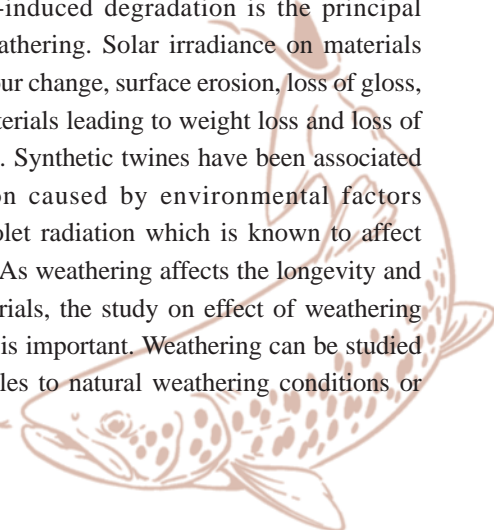 -induced degradation is the principal
athering. Solar irradiance on materials
ur change, surface erosion, loss of gloss,
terials leading to weight loss and loss of
. Synthetic twines have been associated
on caused by environmental factors
olet radiation which is known to affect
As weathering affects the longevity and
rials, the study on effect of weathering
is important. Weathering can be studied
les to natural weathering conditions or